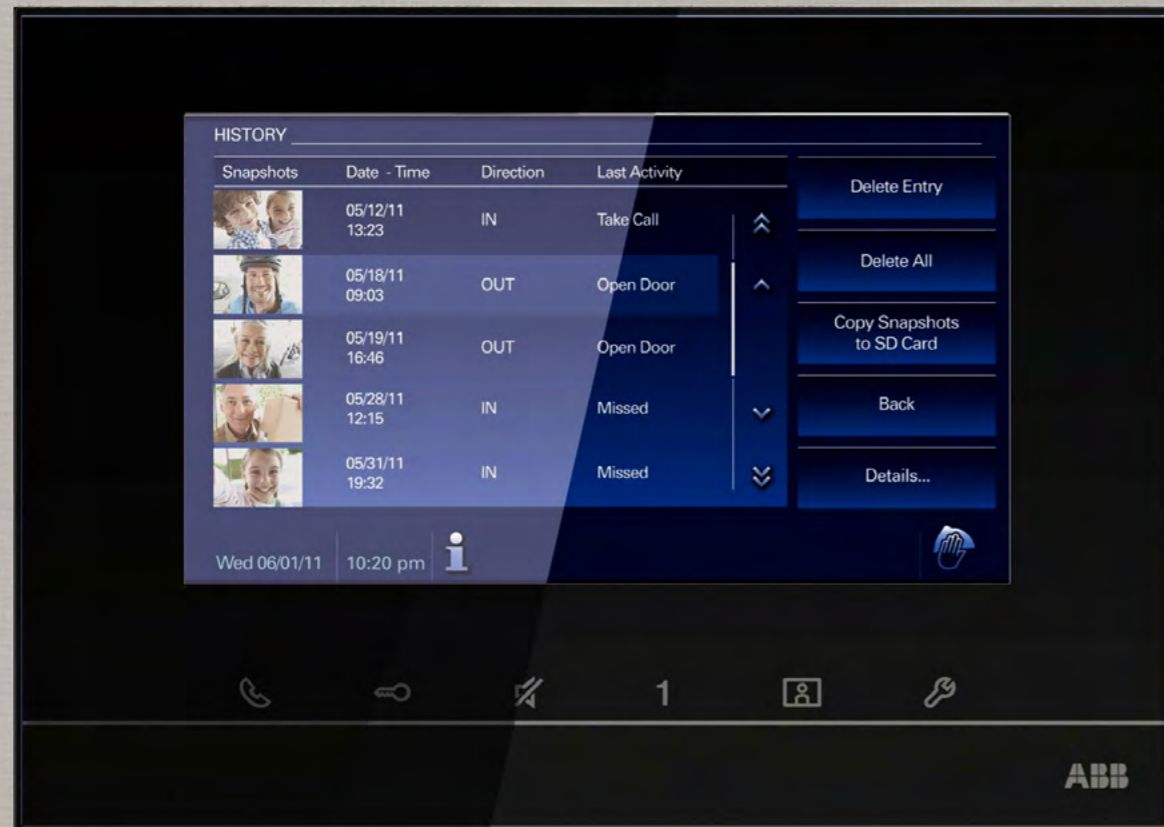 HISTORY
Snapshots Date - Time Direction Last Activity
05/12/11
13:23
IN
Take Call
05/18/11
09:03
OUT
Open Door
05/19/11
16:46
OUT
Open Door
05/28/11
12:15
IN
Missed
05/31/11
19:32
IN
Missed
Delete Entry
Delete All
Copy Snapshots
to SD Card
Back
Details...
Wed 06/01/11 10:20 pm
1
ABB